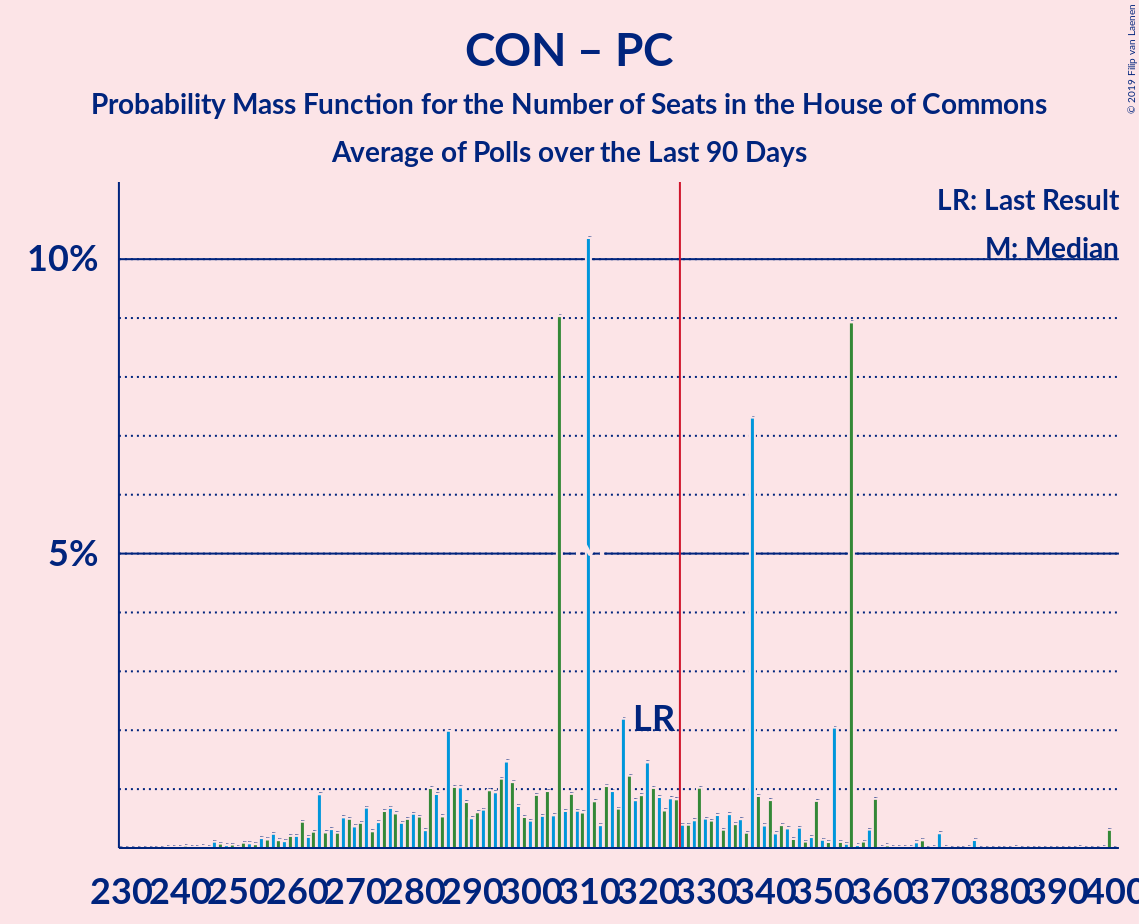 CON – PC
Probability Mass Function for the Number of Seats in the House of Commons
Average of Polls over the Last 90 Days
© 2019 Filip van Laenen
LR: Last Result
M: Median
10%
5%
LR
230 240 250 260 270 280 290 300 310 320 330 340 350 360 370 380 390 400